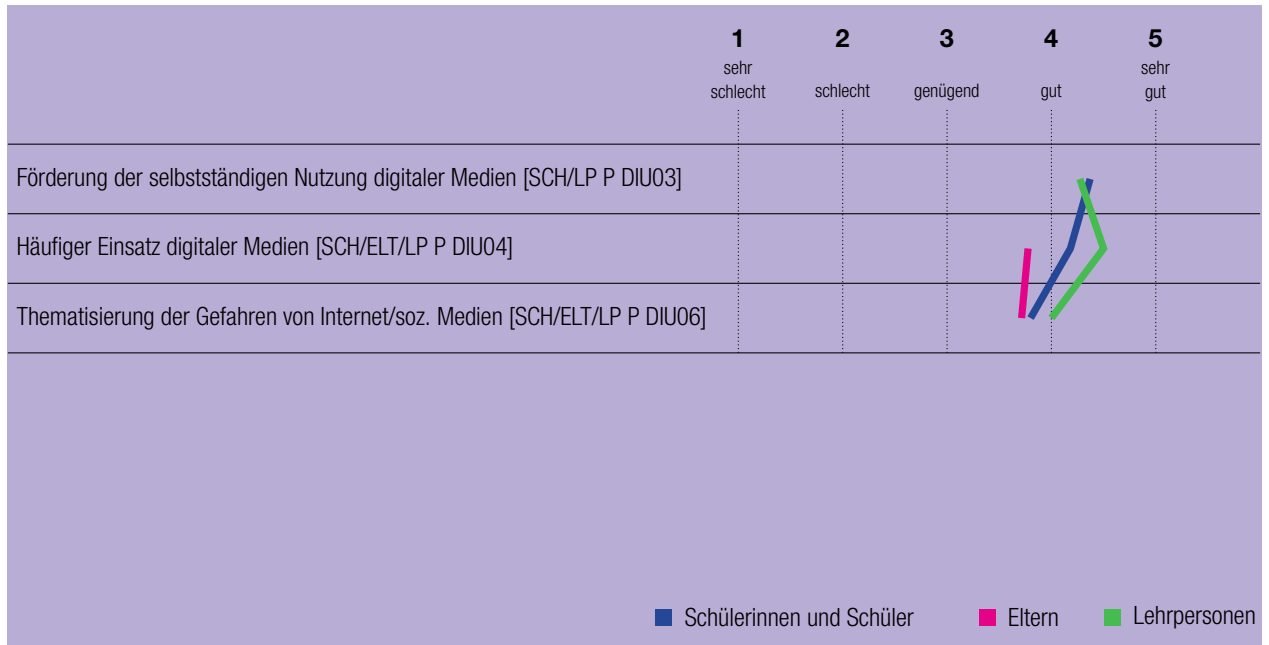 1 2 3 4 5
sehr sehr
schlecht schlecht genügend gut gut
Förderung der selbstständigen Nutzung digitaler Medien [SCH/LP P DIU03]
Häufiger Einsatz digitaler Medien [SCH/ELT/LP P DIU04]
Thematisierung der Gefahren von Internet/soz. Medien [SCH/ELT/LP P DIU06]
Schülerinnen und Schüler Eltern Lehrpersonen